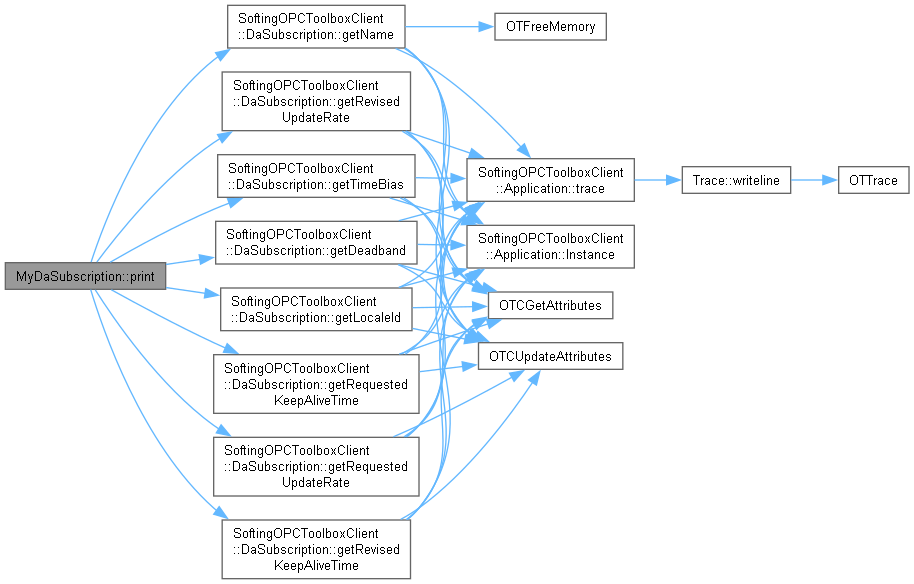 MyDaSubscription::print
SoftingOPCToolboxClient
::DaSubscription::getName
SoftingOPCToolboxClient
::DaSubscription::getRevised
UpdateRate
SoftingOPCToolboxClient
::DaSubscription::getTimeBias
SoftingOPCToolboxClient
::DaSubscription::getDeadband
SoftingOPCToolboxClient
::DaSubscription::getLocaleId
SoftingOPCToolboxClient
::DaSubscription::getRequested
KeepAliveTime
SoftingOPCToolboxClient
::DaSubscription::getRequested
UpdateRate
SoftingOPCToolboxClient
::DaSubscription::getRevised
KeepAliveTime
OTFreeMemory
SoftingOPCToolboxClient
::Application::trace
SoftingOPCToolboxClient
::Application::Instance
OTCGetAttributes
OTCUpdateAttributes
Trace::writeline
OTTrace